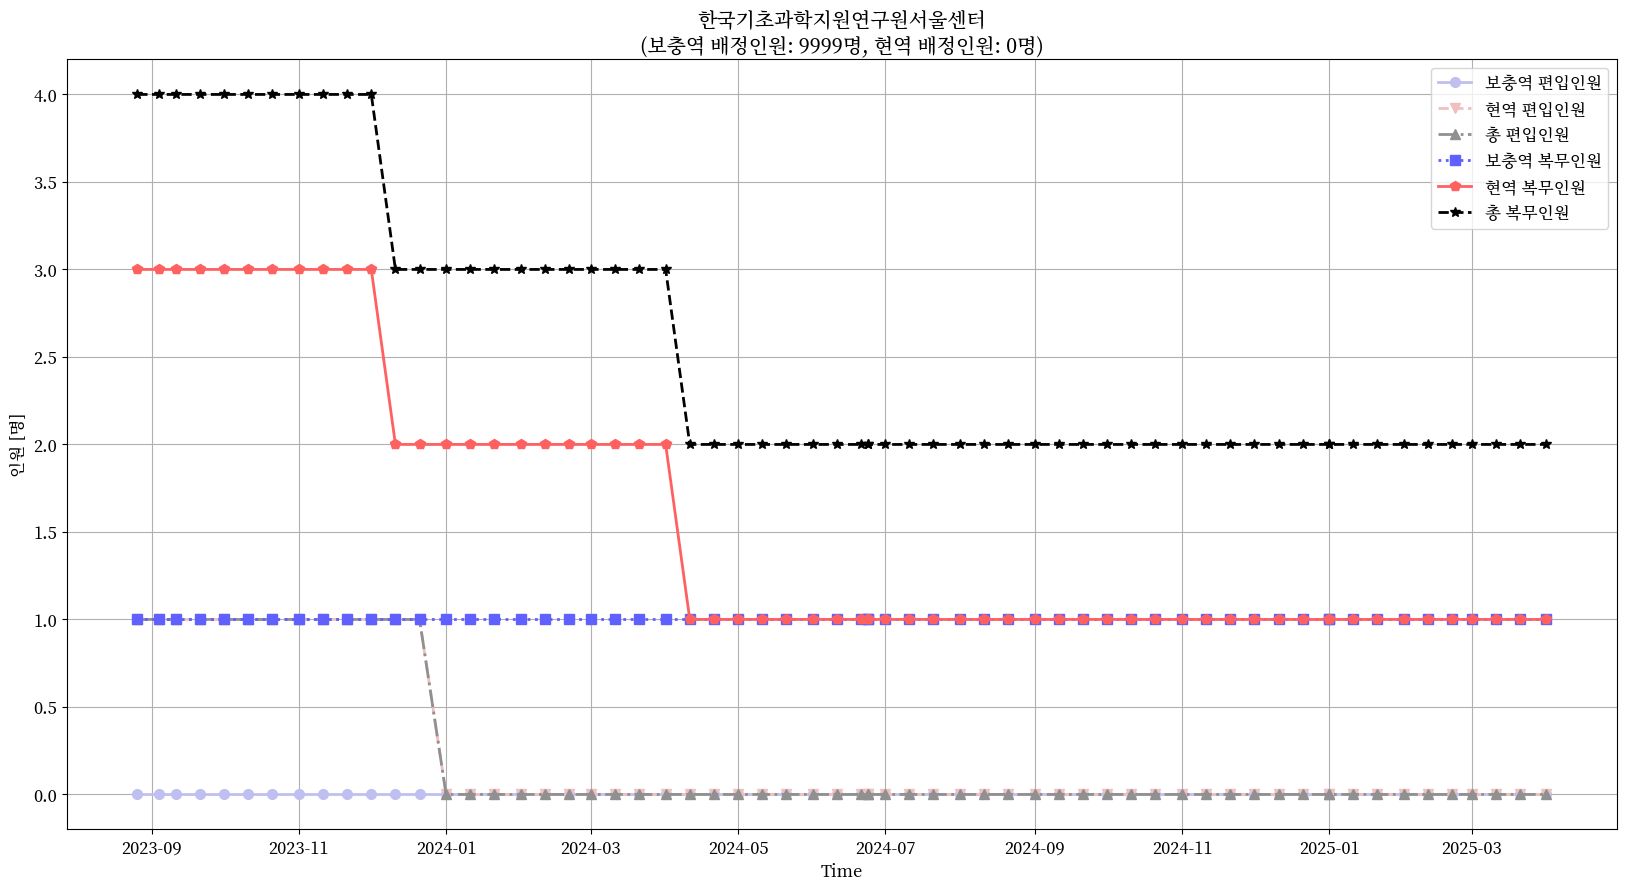 한국기초과학지원연구원서울센터
(보충역 배정인원: 9999명, 현역 배정인원: 0명)
보충역 편입인원
현역 편입인원
총 편입인원
보충역 복무인원
현역 복무인원
총 복무인원
인원 [명]
4.0
3.5
3.0
2.5
2.0
1.5
1.0
0.5
0.0
2023-09
2023-11
2024-01
2024-03
2024-05
2024-07
2024-09
2024-11
2025-01
2025-03
Time